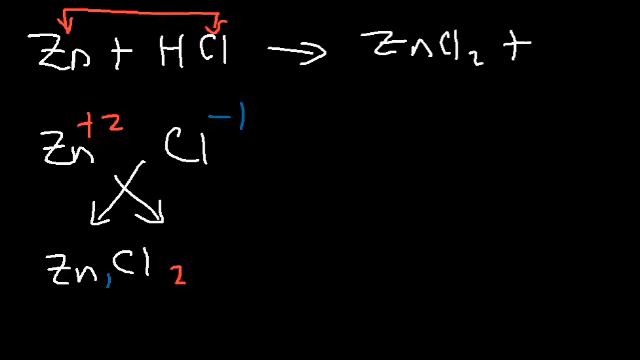 Zn + HCl → ZnCl₂ +
Zn⁺² Cl⁻¹
Zn₁Cl₂